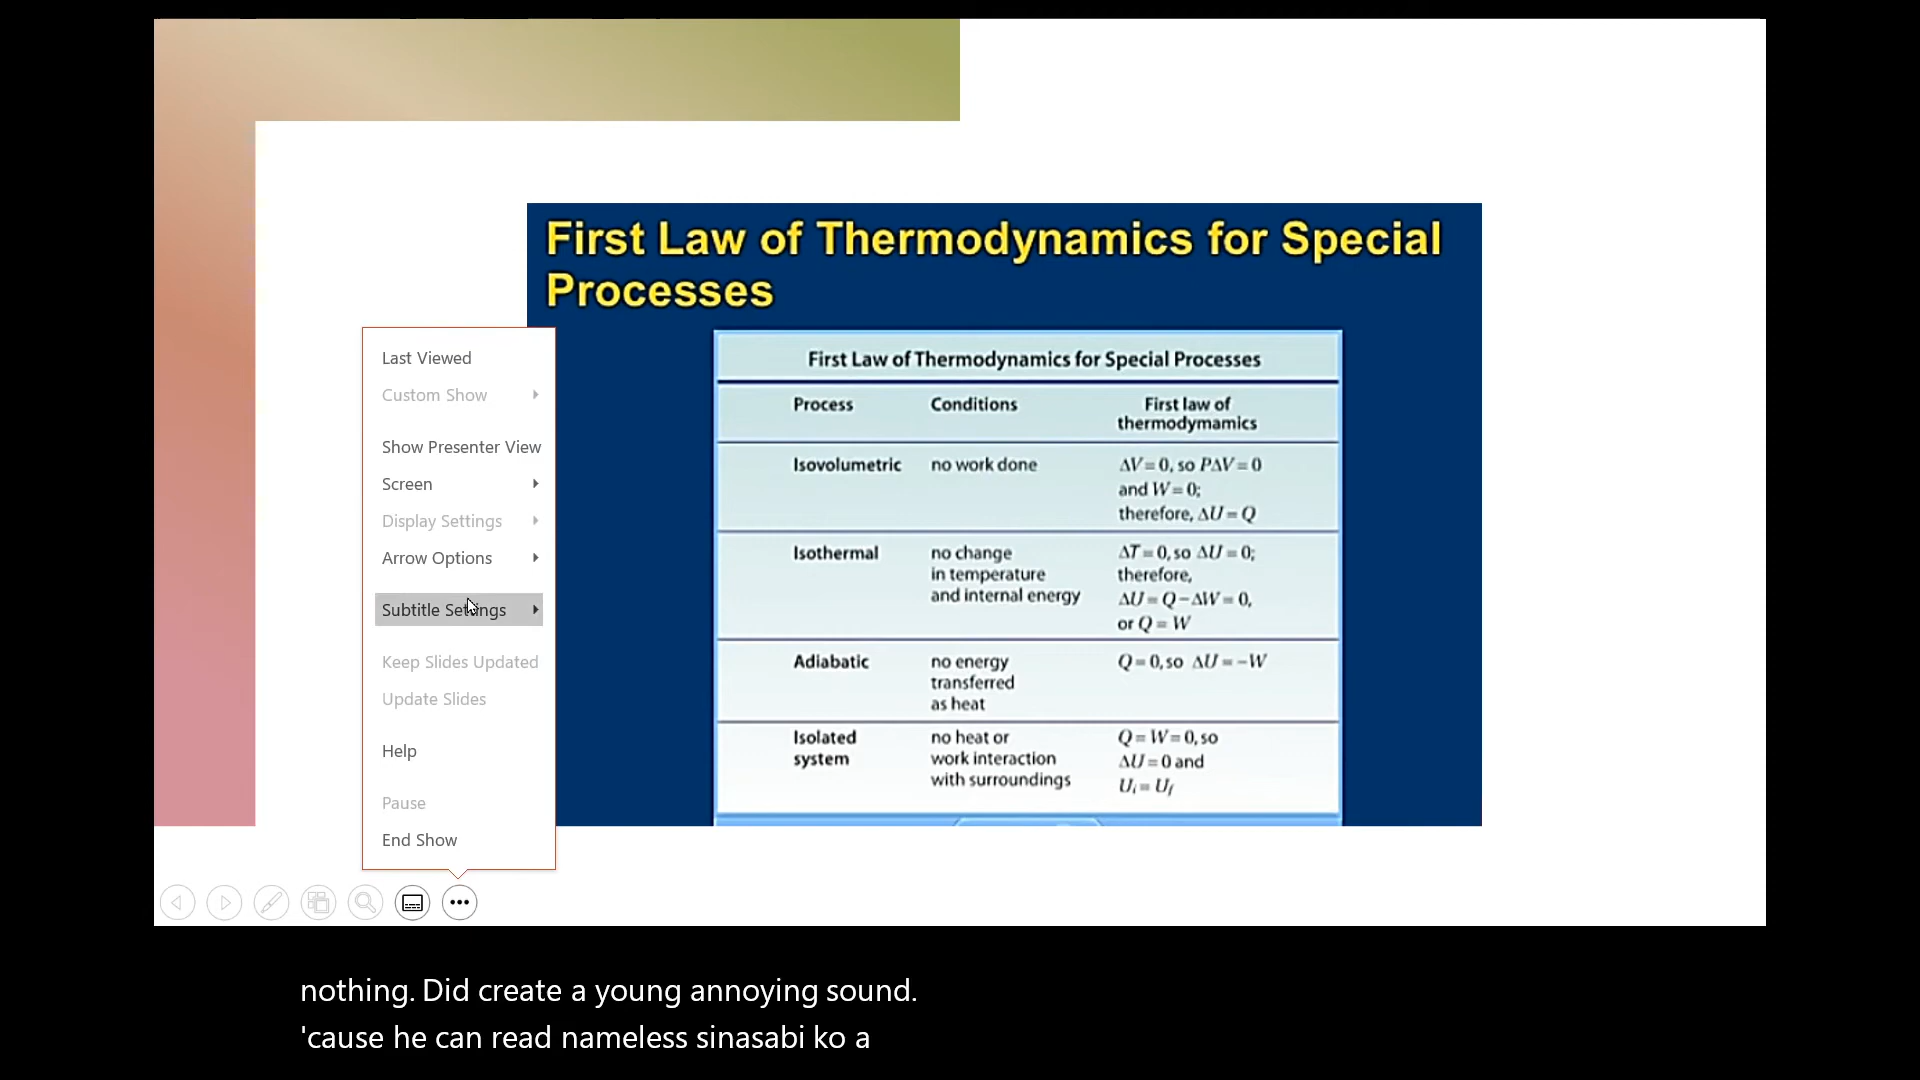 First Law of Thermodynamics for Special
Processes
First Law of Thermodynamics for Special Processes
Process Conditions First law of
thermodymamics
Isovolumetric no work done ΔV = 0, so PΔV = 0
and W = 0;
therefore, ΔU = Q
Isothermal no change ΔT = 0, so ΔU = 0;
in temperature therefore,
and internal energy ΔU = Q − ΔW = 0,
or Q = W
Adiabatic no energy Q = 0, so ΔU = −W
transferred
as heat
Isolated no heat or Q = W = 0, so
system work interaction ΔU = 0 and
with surroundings Ui = Uf
Last Viewed
Custom Show
Show Presenter View
Screen
Display Settings
Arrow Options
Subtitle Settings
Keep Slides Updated
Update Slides
Help
Pause
End Show
nothing. Did create a young annoying sound.
'cause he can read nameless sinasabi ko a